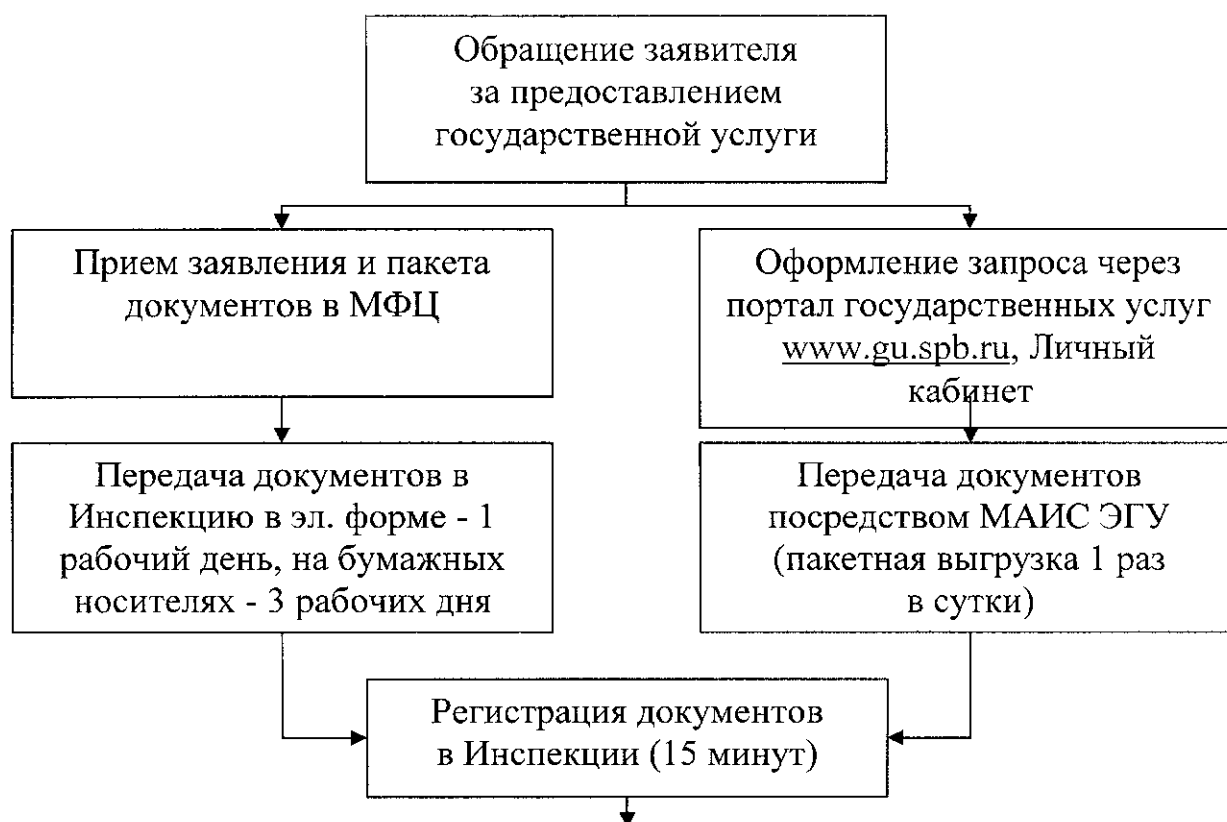 Обращение заявителя
за предоставлением
государственной услуги
Прием заявления и пакета
документов в МФЦ
Оформление запроса через
портал государственных услуг
www.gu.spb.ru, Личный
кабинет
Передача документов в
Инспекцию в эл. форме - 1
рабочий день, на бумажных
носителях - 3 рабочих дня
Передача документов
посредством МАИС ЭГУ
(пакетная выгрузка 1 раз
в сутки)
Регистрация документов
в Инспекции (15 минут)